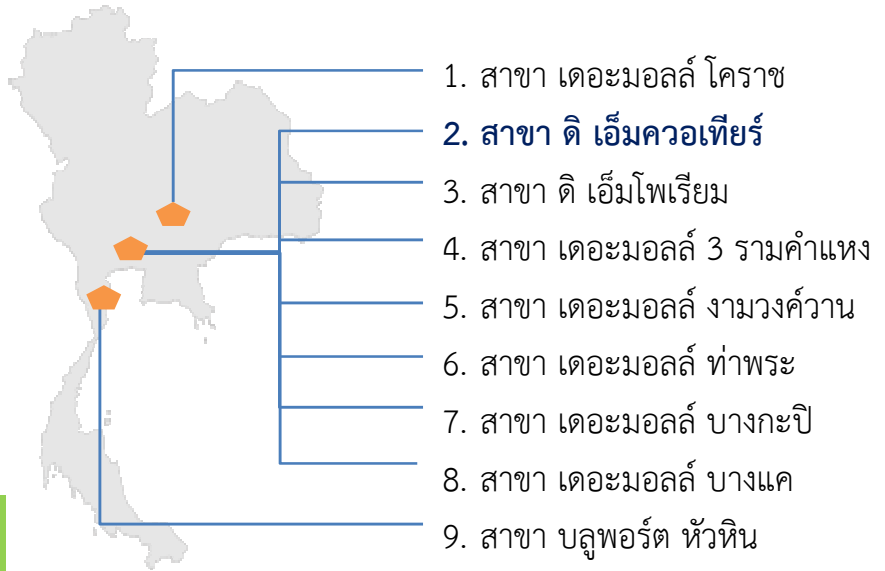 1. สาขา เดอะมอลล์ โคราช
2. สาขา ดิ เอ็มควอเทียร์
3. สาขา ดิ เอ็มโพเรียม
4. สาขา เดอะมอลล์ 3 รามคำแหง
5. สาขา เดอะมอลล์ งามวงค์วาน
6. สาขา เดอะมอลล์ ท่าพระ
7. สาขา เดอะมอลล์ บางกะปิ
8. สาขา เดอะมอลล์ บางแค
9. สาขา บลูพอร์ต หัวหิน